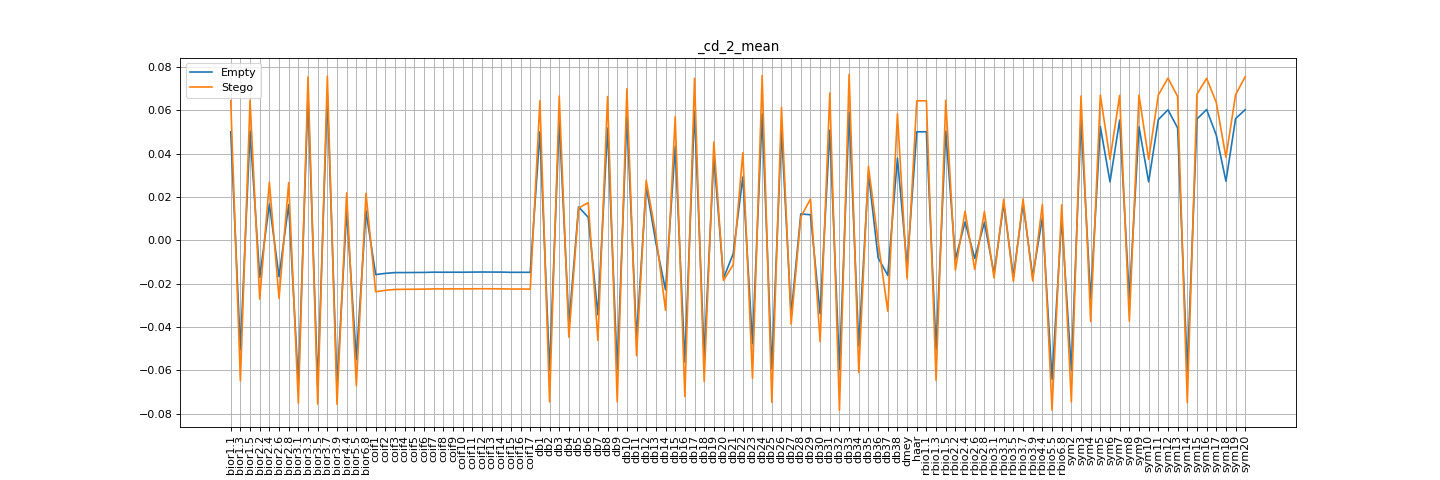 _cd_2_mean
Empty
Stego
0.08
0.06
0.04
0.02
0.00
−0.02
−0.04
−0.06
−0.08
bior1.1
bior1.3
bior1.5
bior2.2
bior2.4
bior2.6
bior2.8
bior3.1
bior3.3
bior3.5
bior3.7
bior3.9
bior4.4
bior5.5
bior6.8
coif1
coif2
coif3
coif4
coif5
coif6
coif7
coif8
coif9
coif10
coif11
coif12
coif13
coif14
coif15
coif16
coif17
db1
db2
db3
db4
db5
db6
db7
db8
db9
db10
db11
db12
db13
db14
db15
db16
db17
db18
db19
db20
db21
db22
db23
db24
db25
db26
db27
db28
db29
db30
db31
db32
db33
db34
db35
db36
db37
db38
dmey
haar
rbio1.1
rbio1.3
rbio1.5
rbio2.2
rbio2.4
rbio2.6
rbio2.8
rbio3.1
rbio3.3
rbio3.5
rbio3.7
rbio3.9
rbio4.4
rbio5.5
rbio6.8
sym2
sym3
sym4
sym5
sym6
sym7
sym8
sym9
sym10
sym11
sym12
sym13
sym14
sym15
sym16
sym17
sym18
sym19
sym20